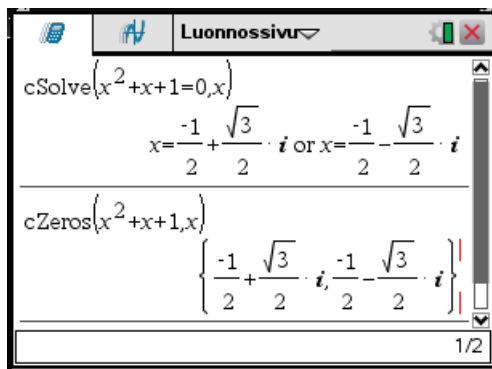 Luonnossivu
cSolve(x²+x+1=0,x)
x=-1/2+√3/2·i or x=-1/2-√3/2·i
cZeros(x²+x+1,x)
{-1/2+√3/2·i,-1/2-√3/2·i}
1/2